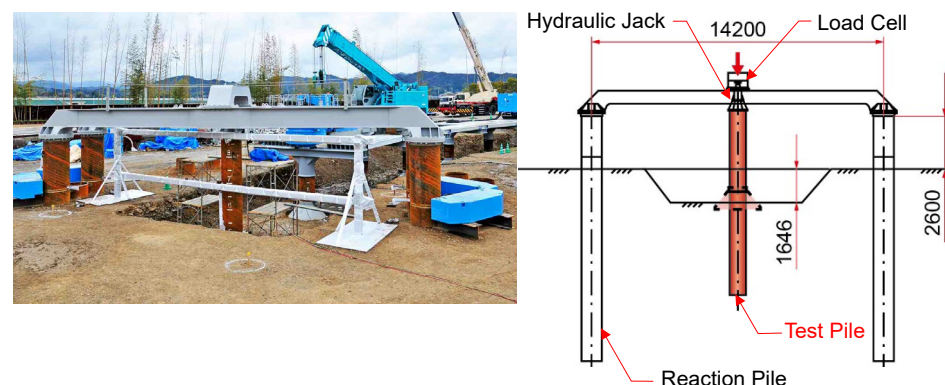 Hydraulic Jack
14200
Load Cell
1646
2600
Test Pile
Reaction Pile